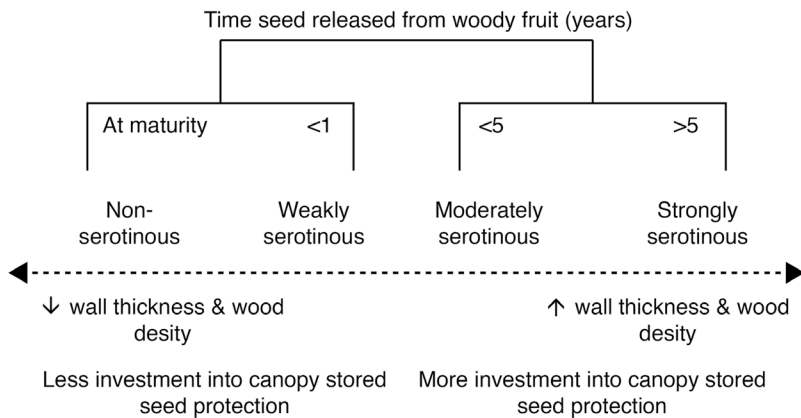 Time seed released from woody fruit (years)
At maturity <1 <5 >5
Non-
serotinous
Weakly
serotinous
Moderately
serotinous
Strongly
serotinous
↓ wall thickness & wood
desity
↑ wall thickness & wood
desity
Less investment into canopy stored
seed protection
More investment into canopy stored
seed protection